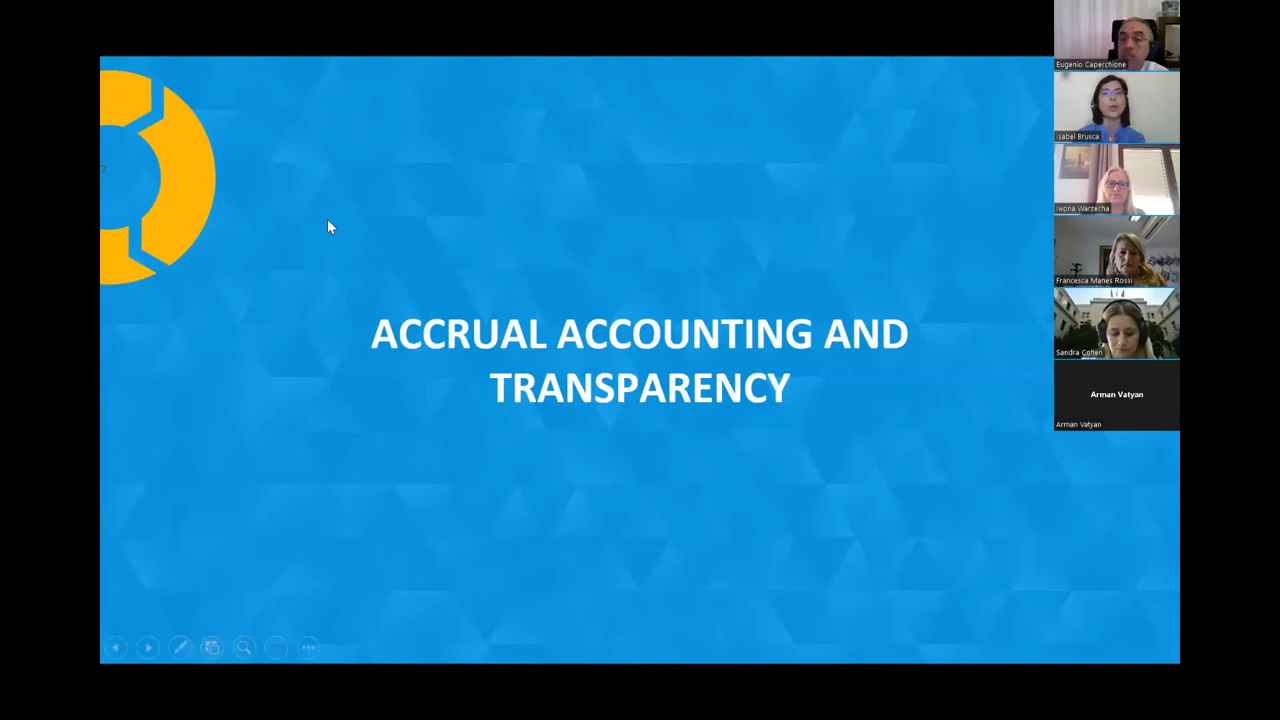 7
ACCRUAL ACCOUNTING AND
TRANSPARENCY
Eugenio Caperchione
Isabel Brusca
Iwona Warzecha
Francesca Manes Rossi
Sandra Cohen
Arman Vatyan
Arman Vatyan